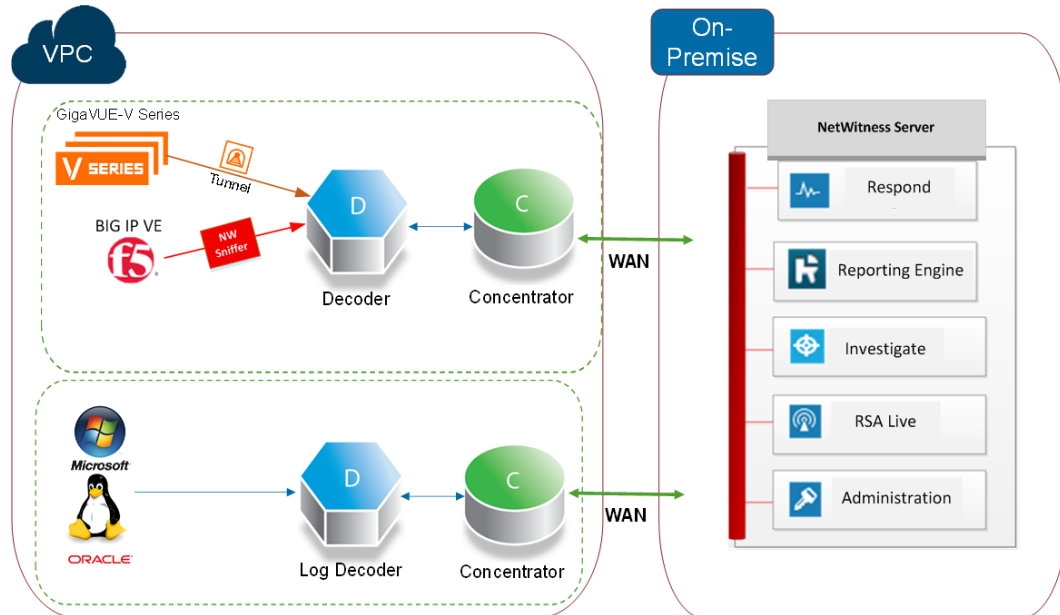 VPC
On-
Premise
GigaVUE-V Series
V SERIES
Tunnel
BIG IP VE
f5
NW
Sniffer
D
Decoder
C
Concentrator
WAN
Microsoft
ORACLE
D
Log Decoder
C
Concentrator
WAN
NetWitness Server
Respond
Reporting Engine
Investigate
RSA Live
Administration